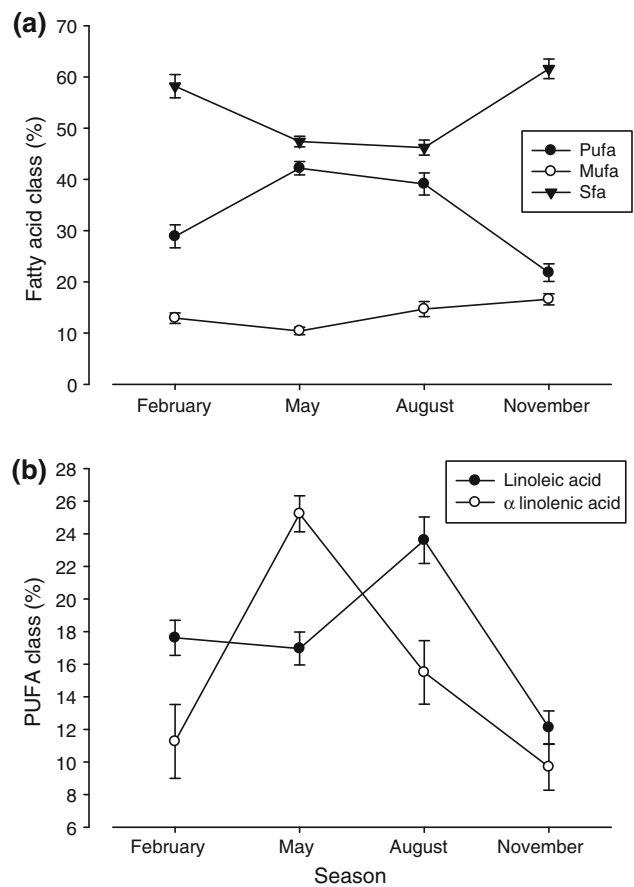 (a)
Fatty acid class (%)
70
60
50
40
30
20
10
0
Pufa
Mufa
Sfa
February May August November
(b)
PUFA class (%)
28
26
24
22
20
18
16
14
12
10
8
6
Linoleic acid
α linolenic acid
February May August November
Season